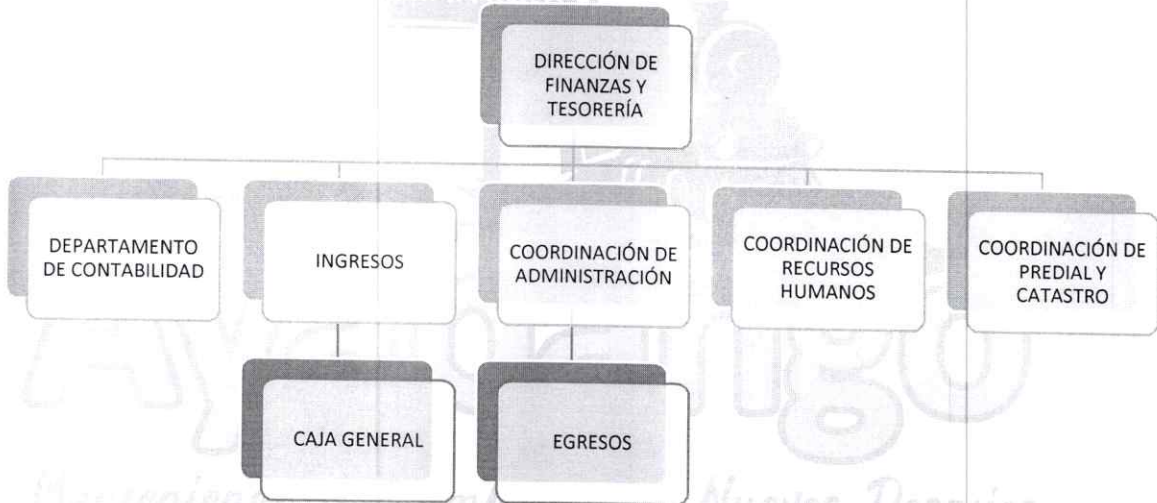 DIRECCIÓN DE
FINANZAS Y
TESORERÍA
DEPARTAMENTO
DE CONTABILIDAD
INGRESOS
COORDINACIÓN DE
ADMINISTRACIÓN
COORDINACIÓN DE
RECURSOS
HUMANOS
COORDINACIÓN DE
PREDIAL Y
CATASTRO
CAJA GENERAL
EGRESOS